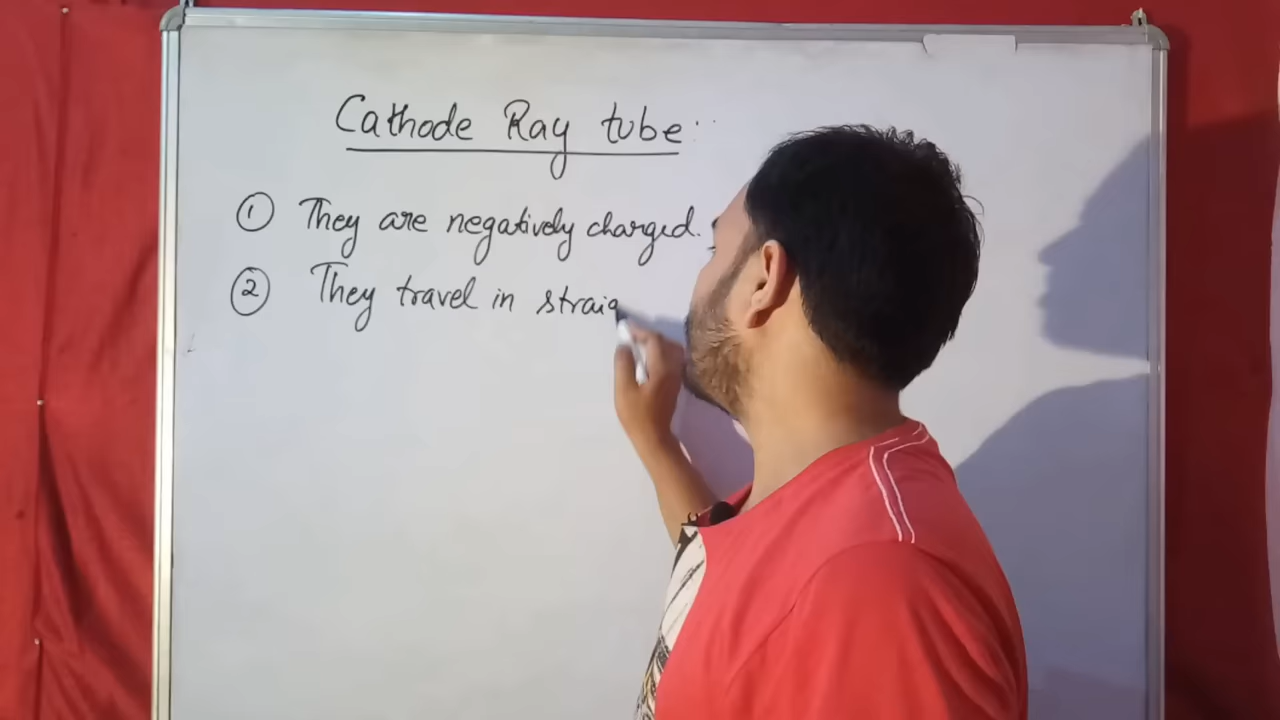 Cathode Ray tube:
① They are negatively charged.
② They travel in straig